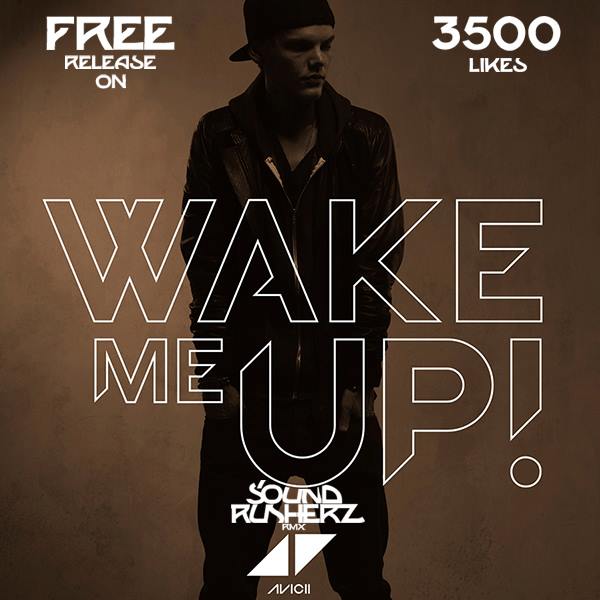 FREE
RELEASE
ON
3500
LIKES
WAKE
ME UP!
SOUND
RUSHERZ
RMX
AVICII